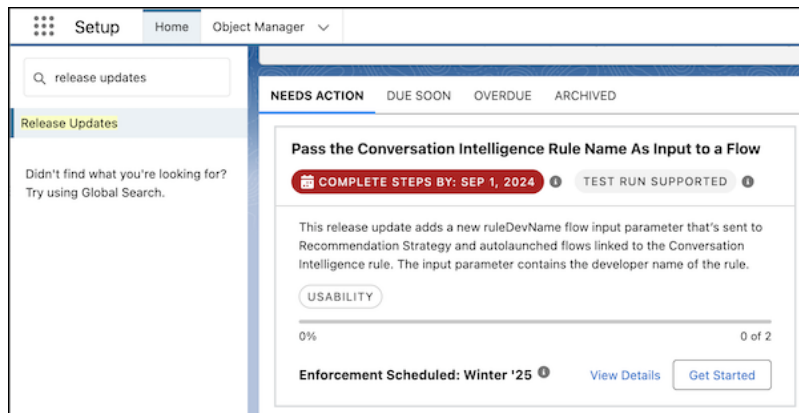 Setup
Home
Object Manager
release updates
Release Updates
Didn't find what you're looking for?
Try using Global Search.
NEEDS ACTION
DUE SOON
OVERDUE
ARCHIVED
Pass the Conversation Intelligence Rule Name As Input to a Flow
COMPLETE STEPS BY: SEP 1, 2024
TEST RUN SUPPORTED
This release update adds a new ruleDevName flow input parameter that's sent to
Recommendation Strategy and autolaunched flows linked to the Conversation
Intelligence rule. The input parameter contains the developer name of the rule.
USABILITY
0%
0 of 2
Enforcement Scheduled: Winter '25
View Details
Get Started